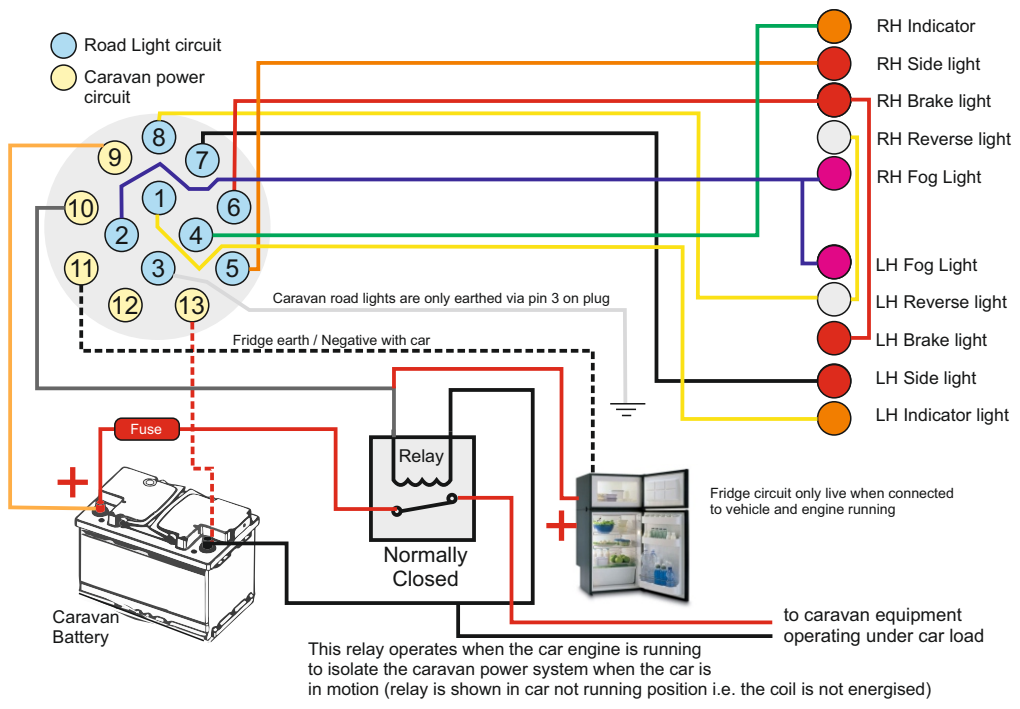 Road Light circuit
Caravan power
circuit
8
9
7
10
1
6
2
4
11
3
5
12
13
RH Indicator
RH Side light
RH Brake light
RH Reverse light
RH Fog Light
LH Fog Light
LH Reverse light
LH Brake light
LH Side light
LH Indicator light
Caravan road lights are only earthed via pin 3 on plug
Fridge earth / Negative with car
Fuse
+
Relay
Normally
Closed
+
Fridge circuit only live when connected
to vehicle and engine running
Caravan
Battery
to caravan equipment
operating under car load
This relay operates when the car engine is running
to isolate the caravan power system when the car is
in motion (relay is shown in car not running position i.e. the coil is not energised)